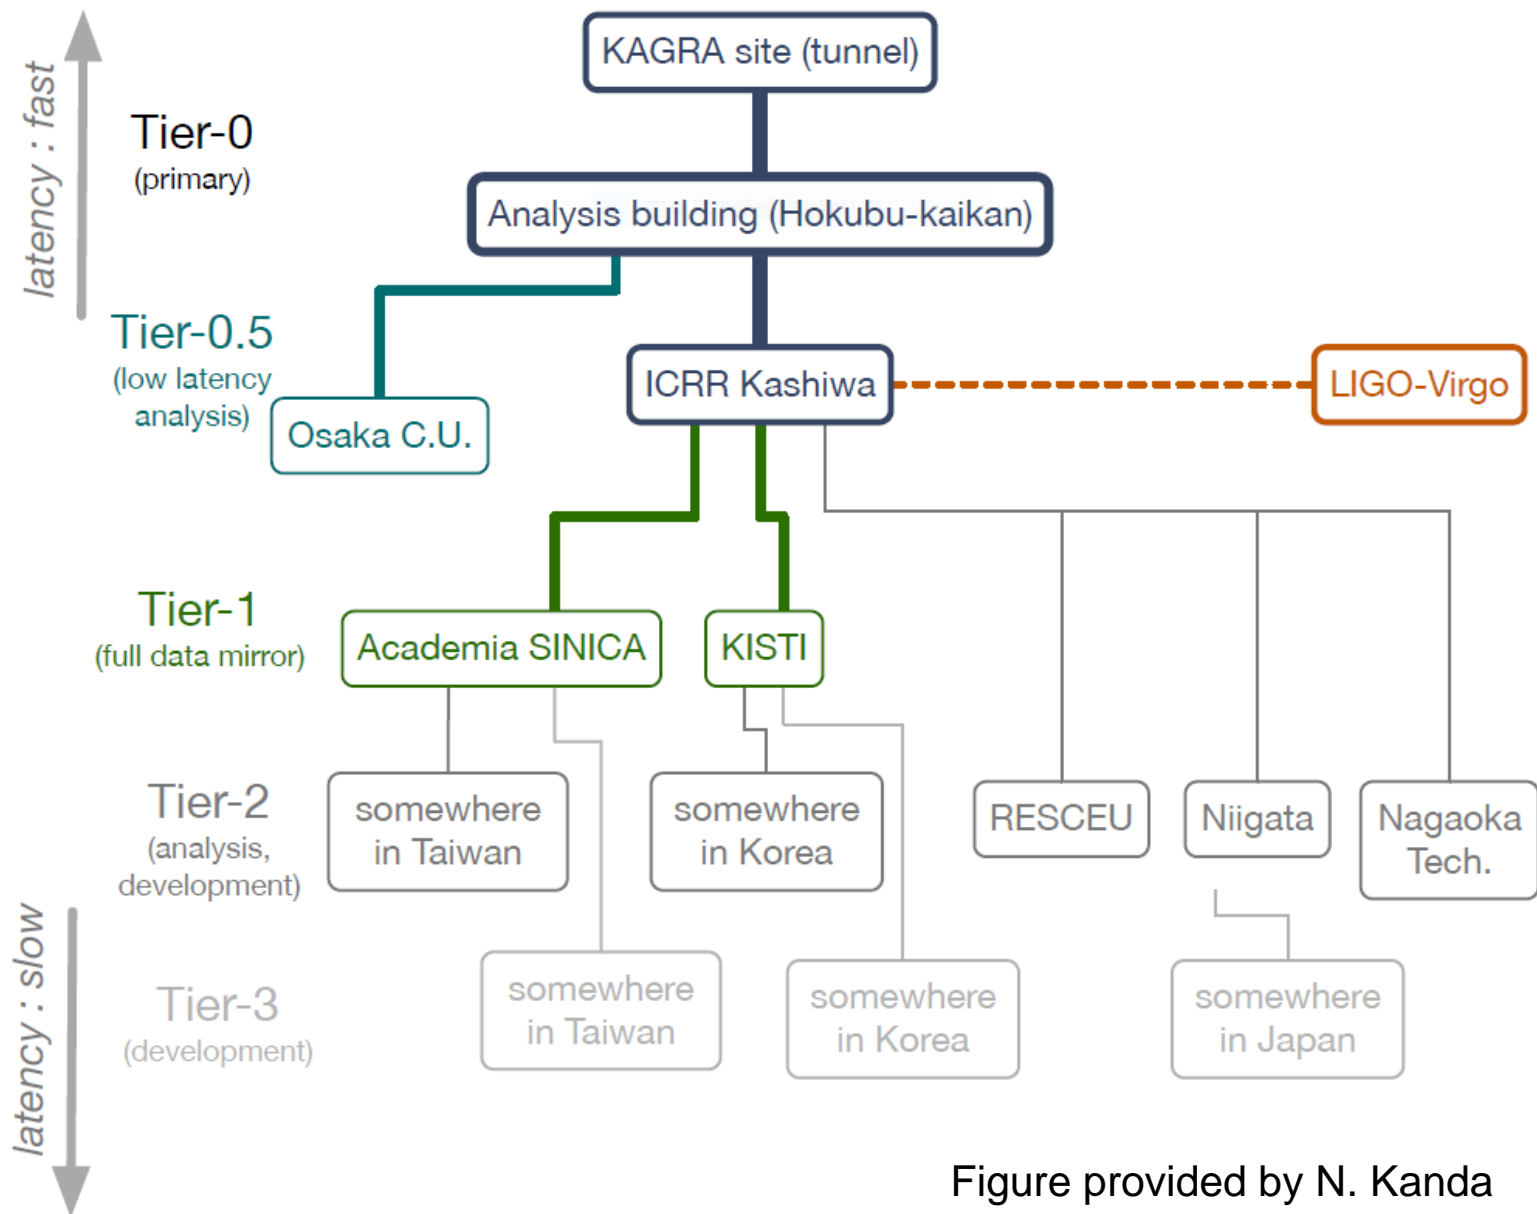 latency : fast
KAGRA site (tunnel)
Tier-0
(primary)
Analysis building (Hokubu-kaikan)
Tier-0.5
(low latency
analysis)
Osaka C.U.
ICRR Kashiwa
LIGO-Virgo
Tier-1
(full data mirror)
Academia SINICA
KISTI
Tier-2
(analysis,
development)
somewhere
in Taiwan
somewhere
in Korea
RESCEU
Niigata
Nagaoka
Tech.
latency : slow
Tier-3
(development)
somewhere
in Taiwan
somewhere
in Korea
somewhere
in Japan
Figure provided by N. Kanda